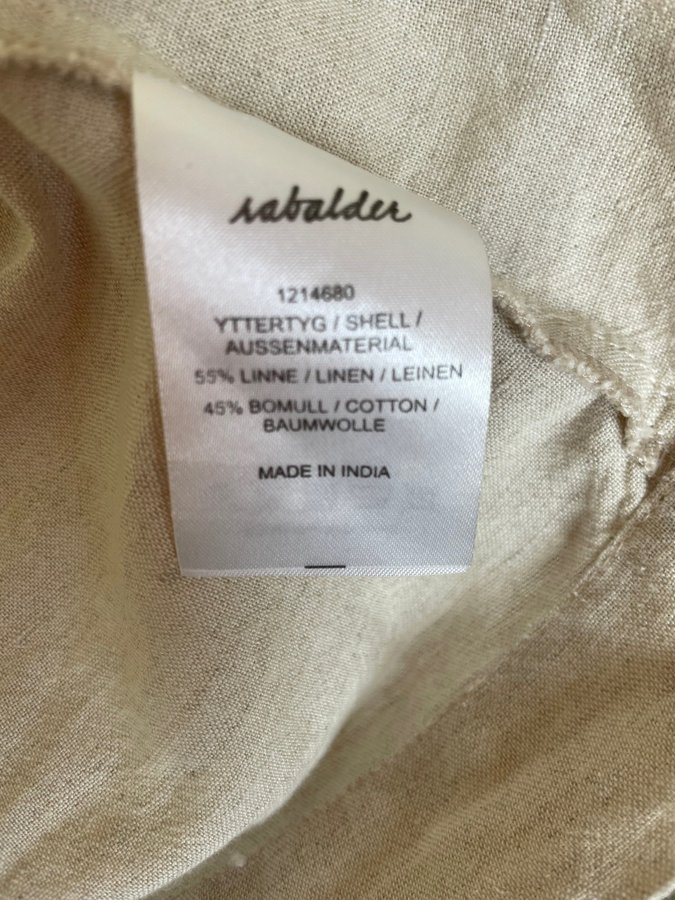 sabalder
1214680
YTTERTYG / SHELL /
AUSSENMATERIAL
55% LINNE / LINEN / LEINEN
45% BOMULL / COTTON /
BAUMWOLLE
MADE IN INDIA